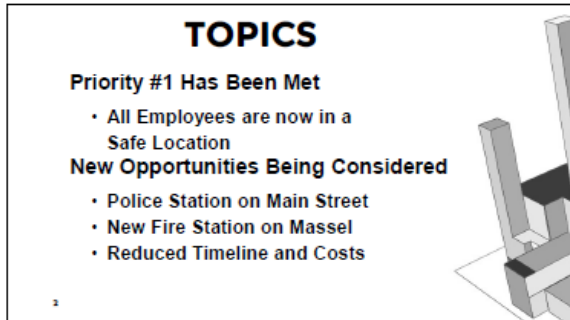 TOPICS
Priority #1 Has Been Met
• All Employees are now in a
Safe Location
New Opportunities Being Considered
• Police Station on Main Street
• New Fire Station on Massel
• Reduced Timeline and Costs
2